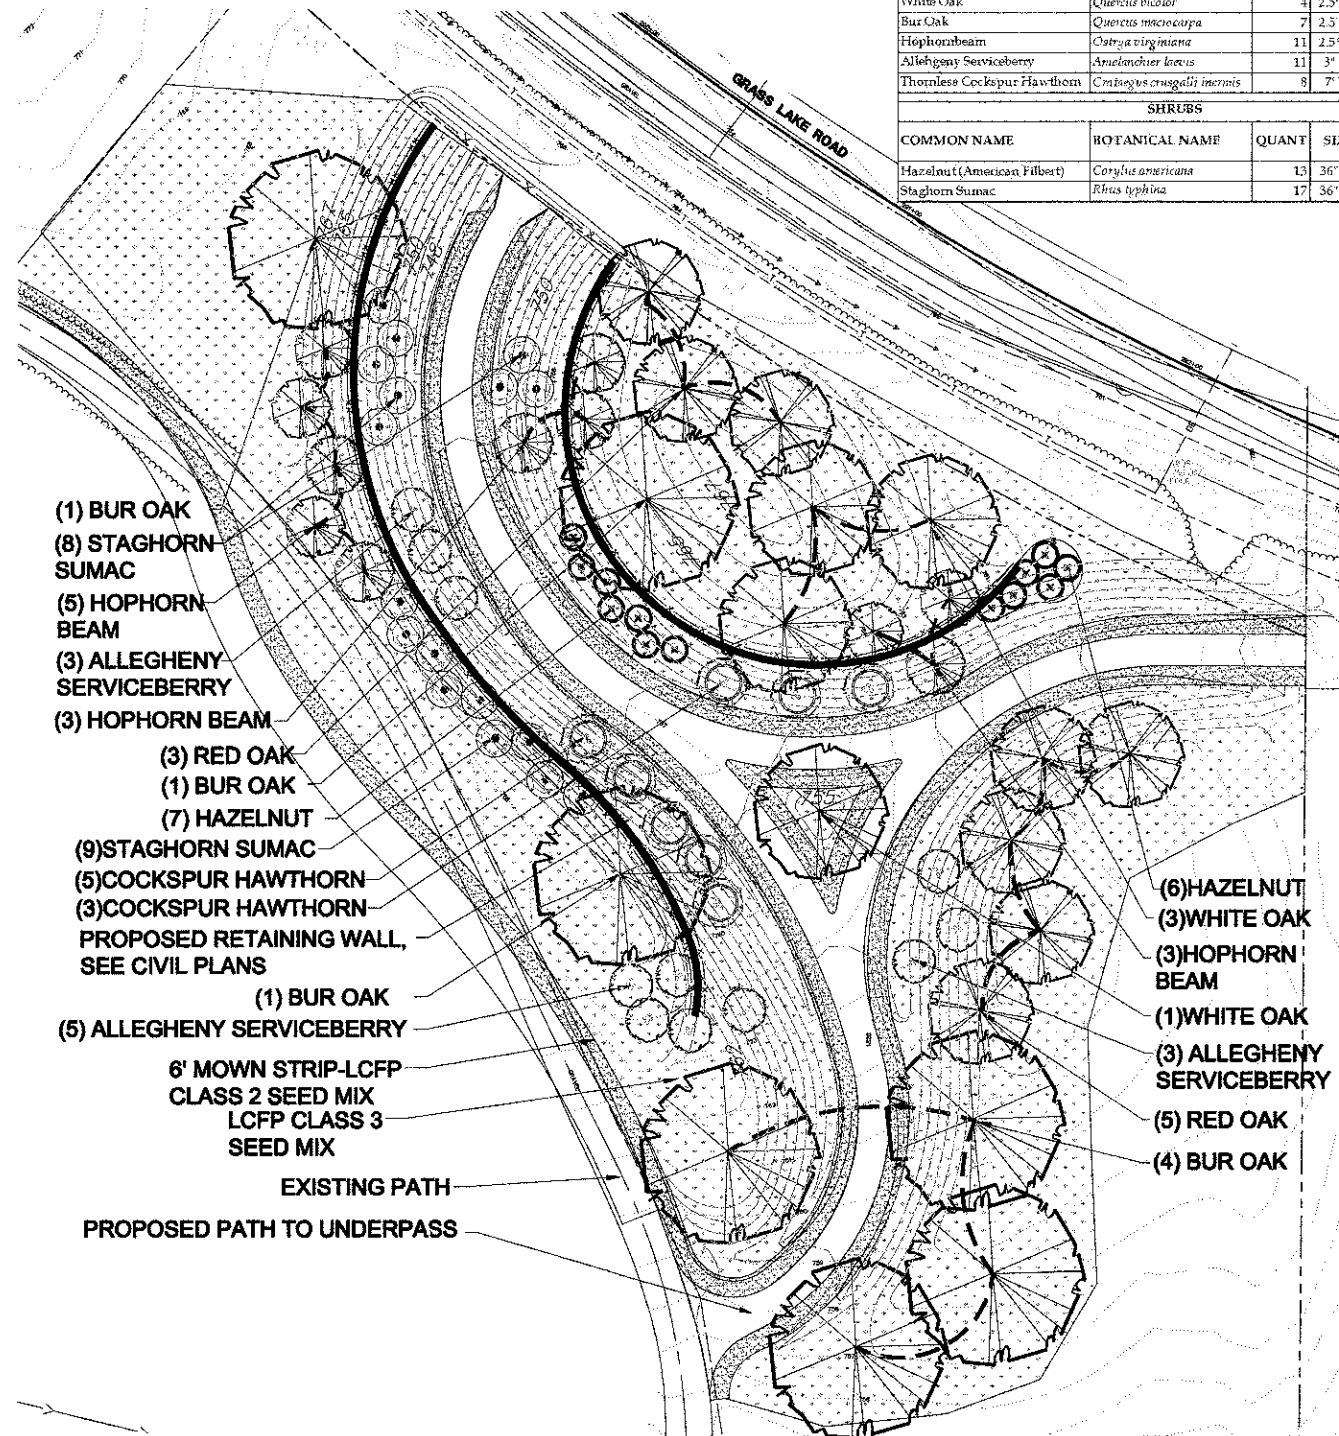 White Oak Quercus bicolor 4 2.5"
Bur Oak Quercus macrocarpa 7 2.5"
Hophornbeam Ostrya virginiana 11 2.5"
Allehgeny Serviceberry Amelanchier laevis 11 3"
Thornless Cockspur Hawthorn Crataegus crusgalli inermis 8 7'
SHRUBS
COMMON NAME BOTANICAL NAME QUANT
Hazelnut (American Filbert) Corylus americana 13 36"
Staghorn Sumac Rhus typhina 17 36"
GRASS LAKE ROAD
750
755
(1) BUR OAK
(8) STAGHORN
SUMAC
(5) HOPHORN
BEAM
(3) ALLEGHENY
SERVICEBERRY
(3) HOPHORN BEAM
(3) RED OAK
(1) BUR OAK
(7) HAZELNUT
(9)STAGHORN SUMAC
(5)COCKSPUR HAWTHORN
(3)COCKSPUR HAWTHORN
PROPOSED RETAINING WALL,
SEE CIVIL PLANS
(1) BUR OAK
(5) ALLEGHENY SERVICEBERRY
6' MOWN STRIP-LCFP
CLASS 2 SEED MIX
LCFP CLASS 3
SEED MIX
EXISTING PATH
PROPOSED PATH TO UNDERPASS
(6)HAZELNUT
(3)WHITE OAK
(3)HOPHORN
BEAM
(1)WHITE OAK
(3) ALLEGHENY
SERVICEBERRY
(5) RED OAK
(4) BUR OAK